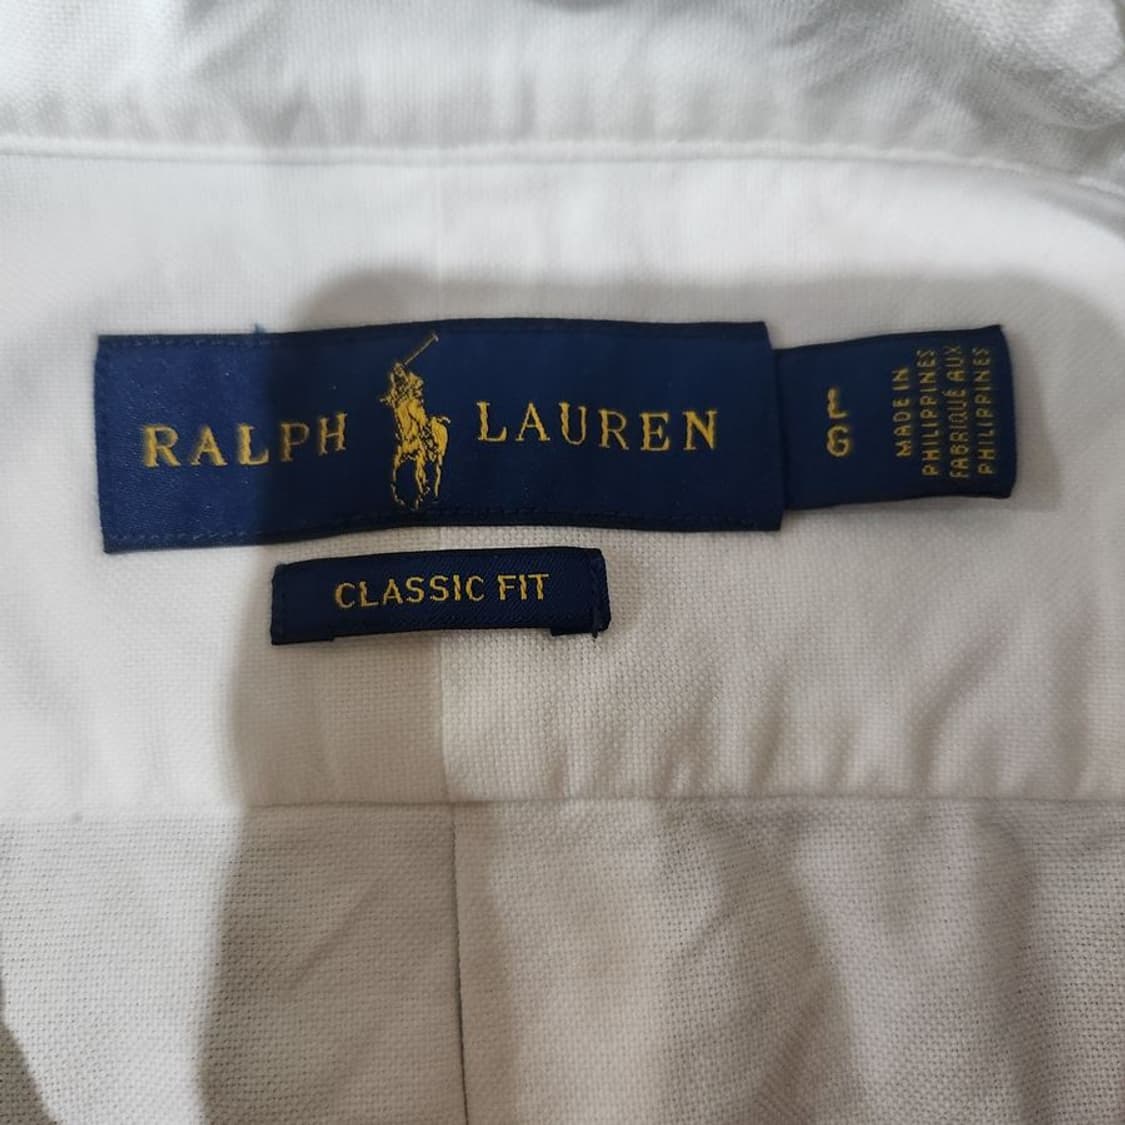 RALPH LAUREN
L
G
MADE IN
PHILIPPINES
FABRIQUÉ AUX
PHILIPPINES
CLASSIC FIT